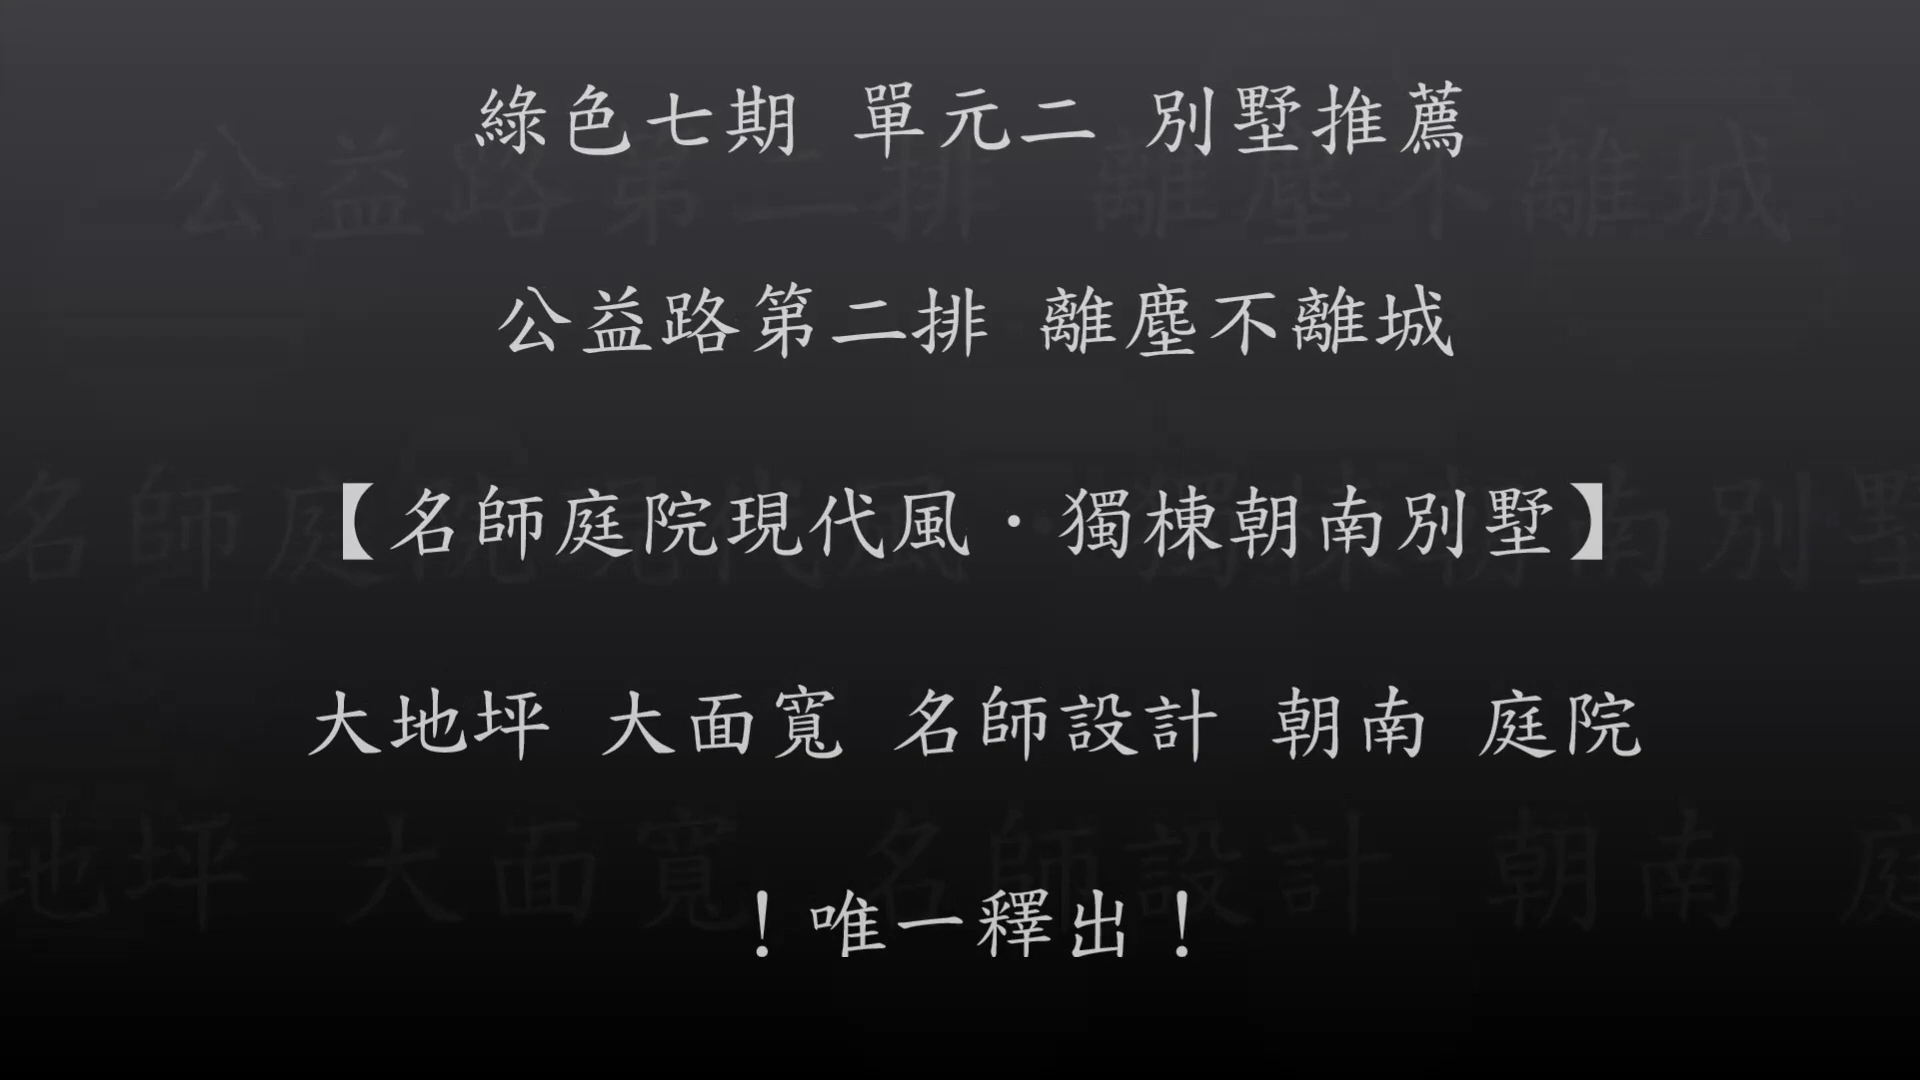 綠色七期 單元二 別墅推薦
公益路第二排 離塵不離城
【名師庭院現代風·獨棟朝南別墅】
大地坪 大面寬 名師設計 朝南 庭院
！唯一釋出！